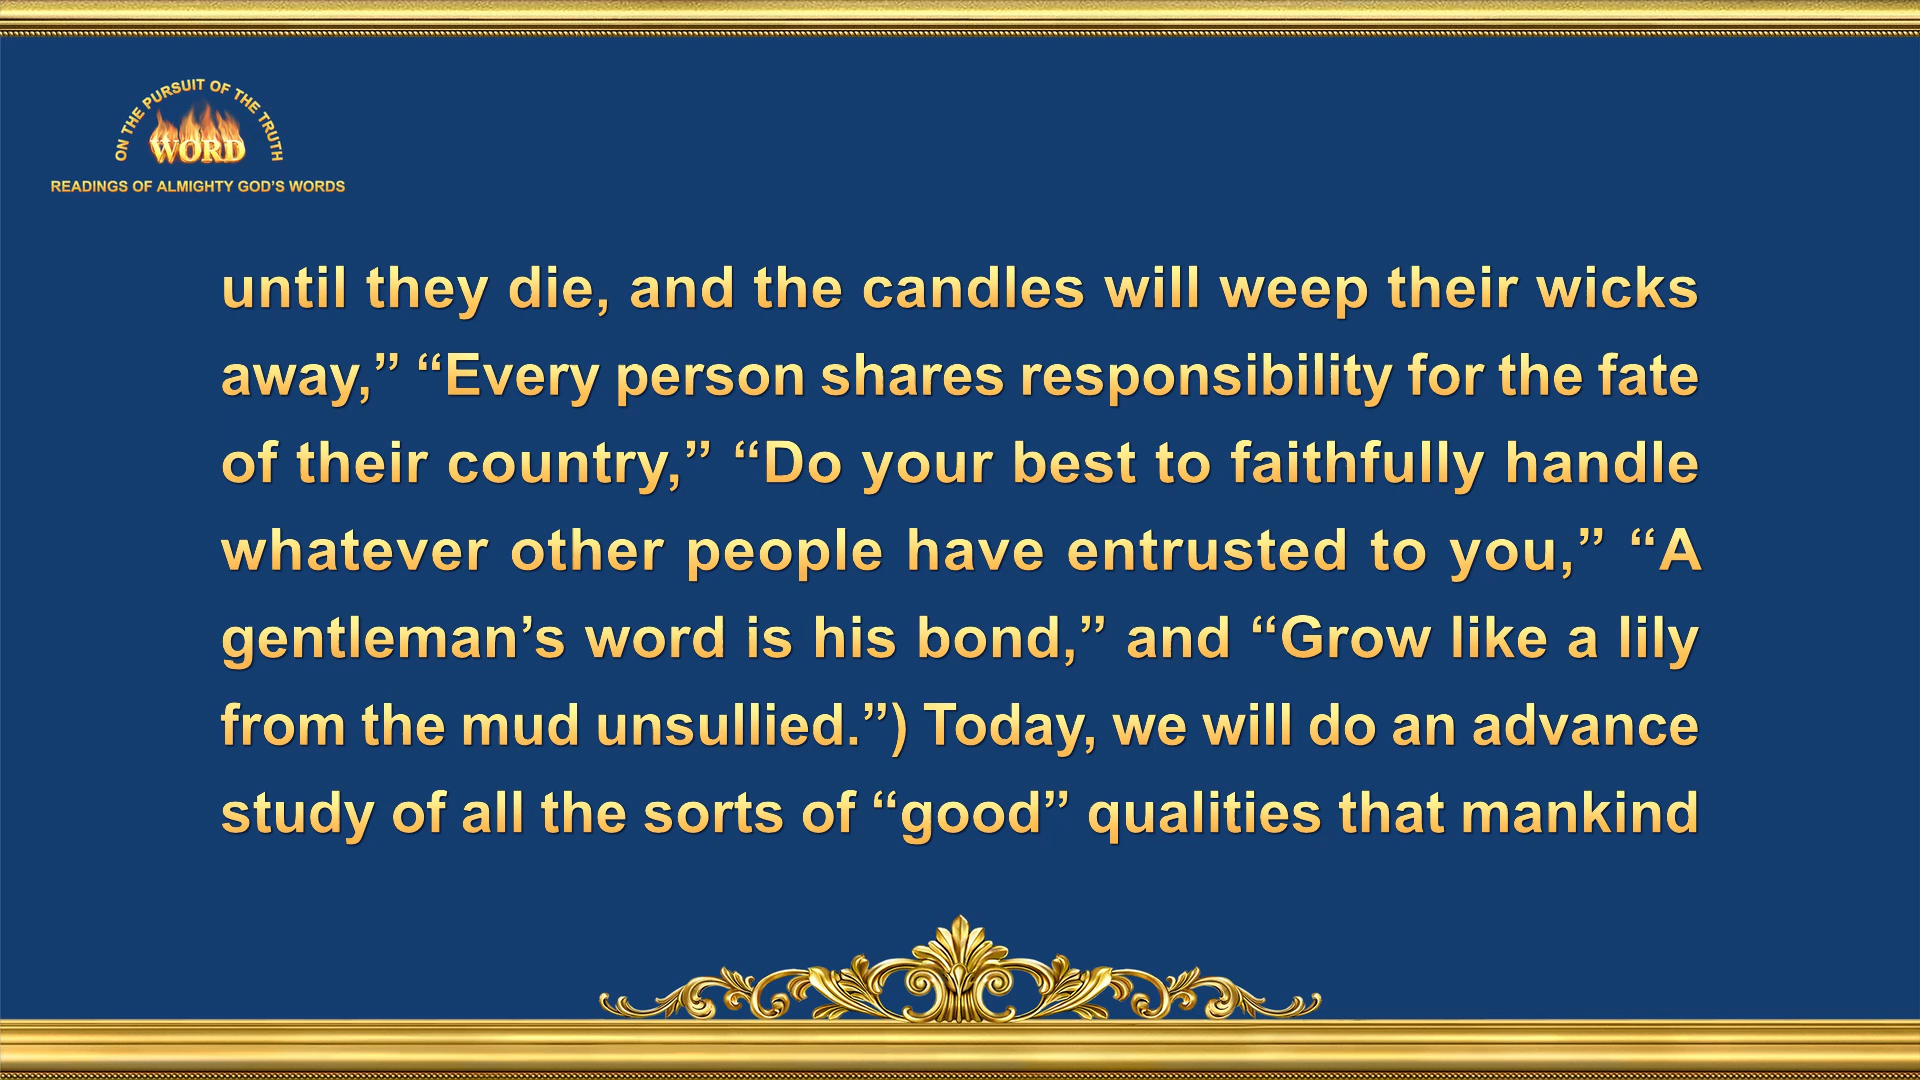 ON THE PURSUIT OF THE TRUTH
WORD
READINGS OF ALMIGHTY GOD’S WORDS
until they die, and the candles will weep their wicks
away,” “Every person shares responsibility for the fate
of their country,” “Do your best to faithfully handle
whatever other people have entrusted to you,” “A
gentleman’s word is his bond,” and “Grow like a lily
from the mud unsullied.”) Today, we will do an advance
study of all the sorts of “good” qualities that mankind